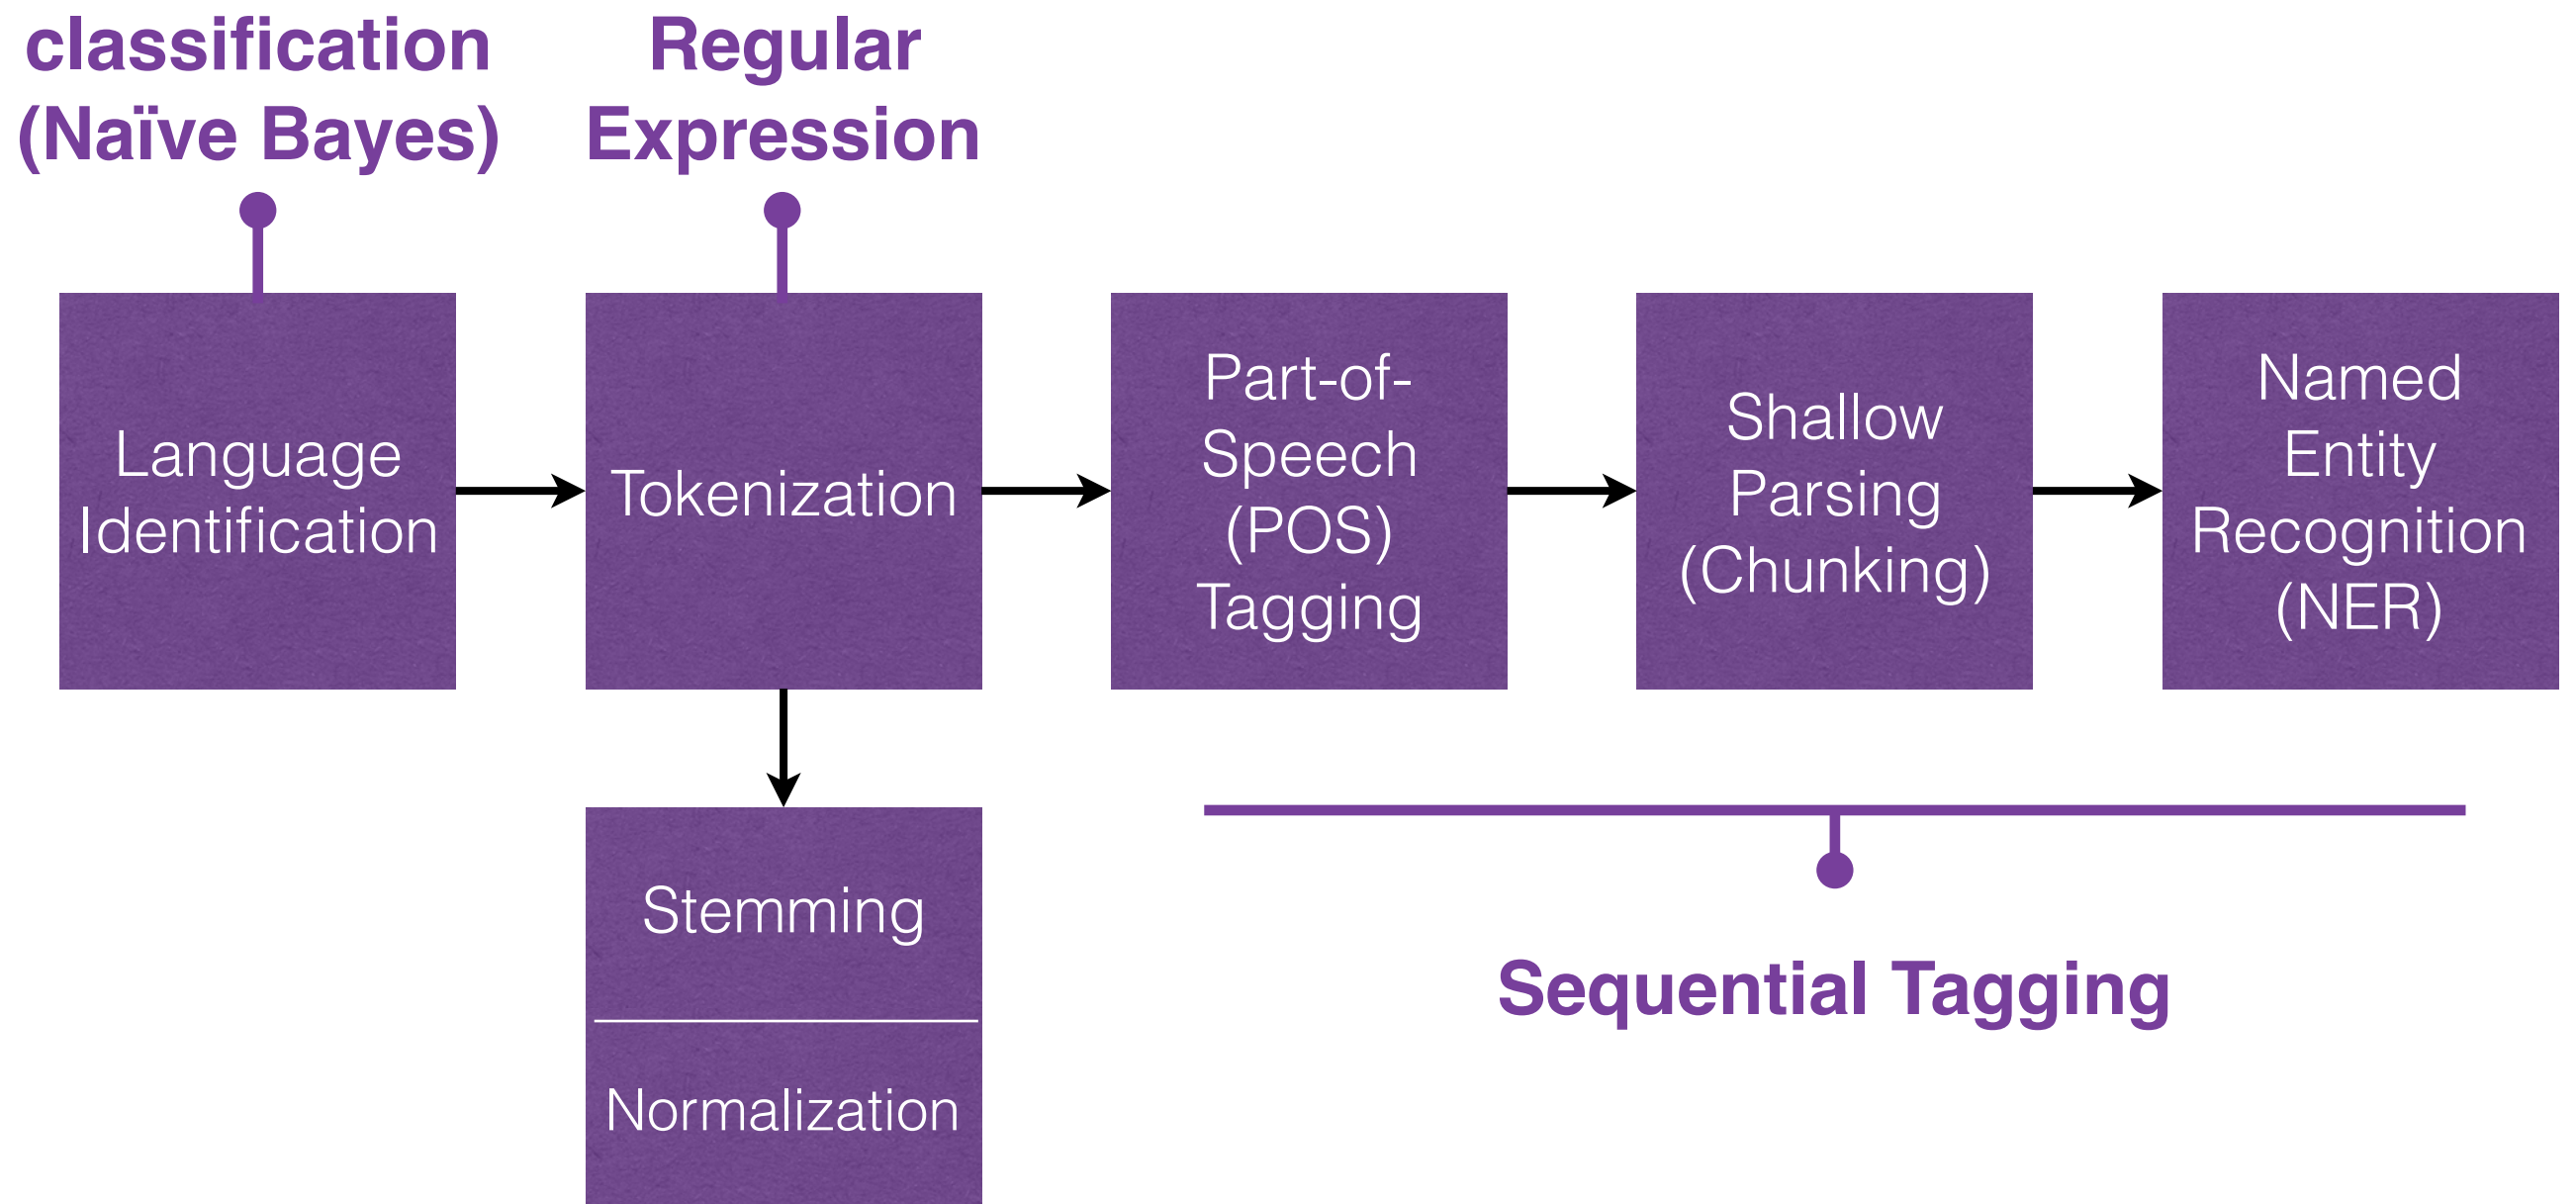 classification
(Naïve Bayes)
Regular
Expression
Language
Identification
Tokenization
Part-of-
Speech
(POS)
Tagging
Shallow
Parsing
(Chunking)
Named
Entity
Recognition
(NER)
Stemming
Normalization
Sequential Tagging